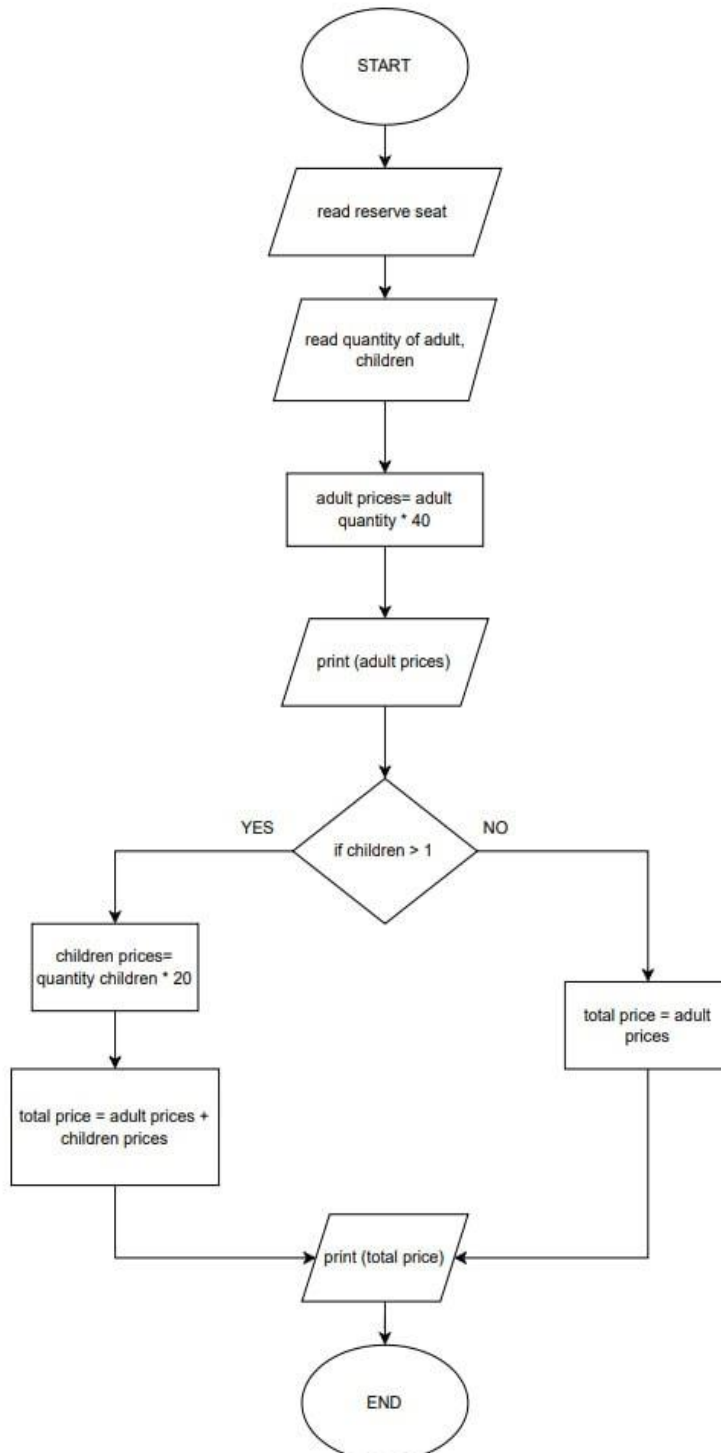 START
read reserve seat
read quantity of adult,
children
adult prices= adult
quantity * 40
print (adult prices)
if children > 1
YES
NO
children prices=
quantity children * 20
total price = adult prices +
children prices
total price = adult
prices
print (total price)
END